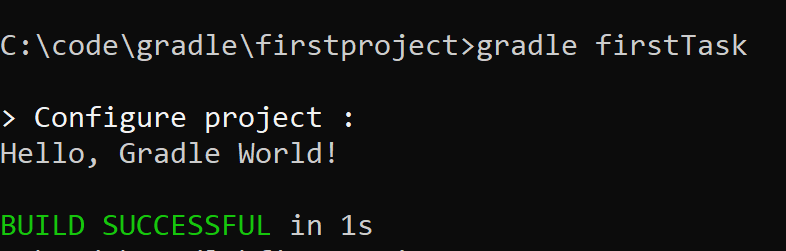 C:\code\gradle\firstproject>gradle firstTask
> Configure project :
Hello, Gradle World!
BUILD SUCCESSFUL in 1s